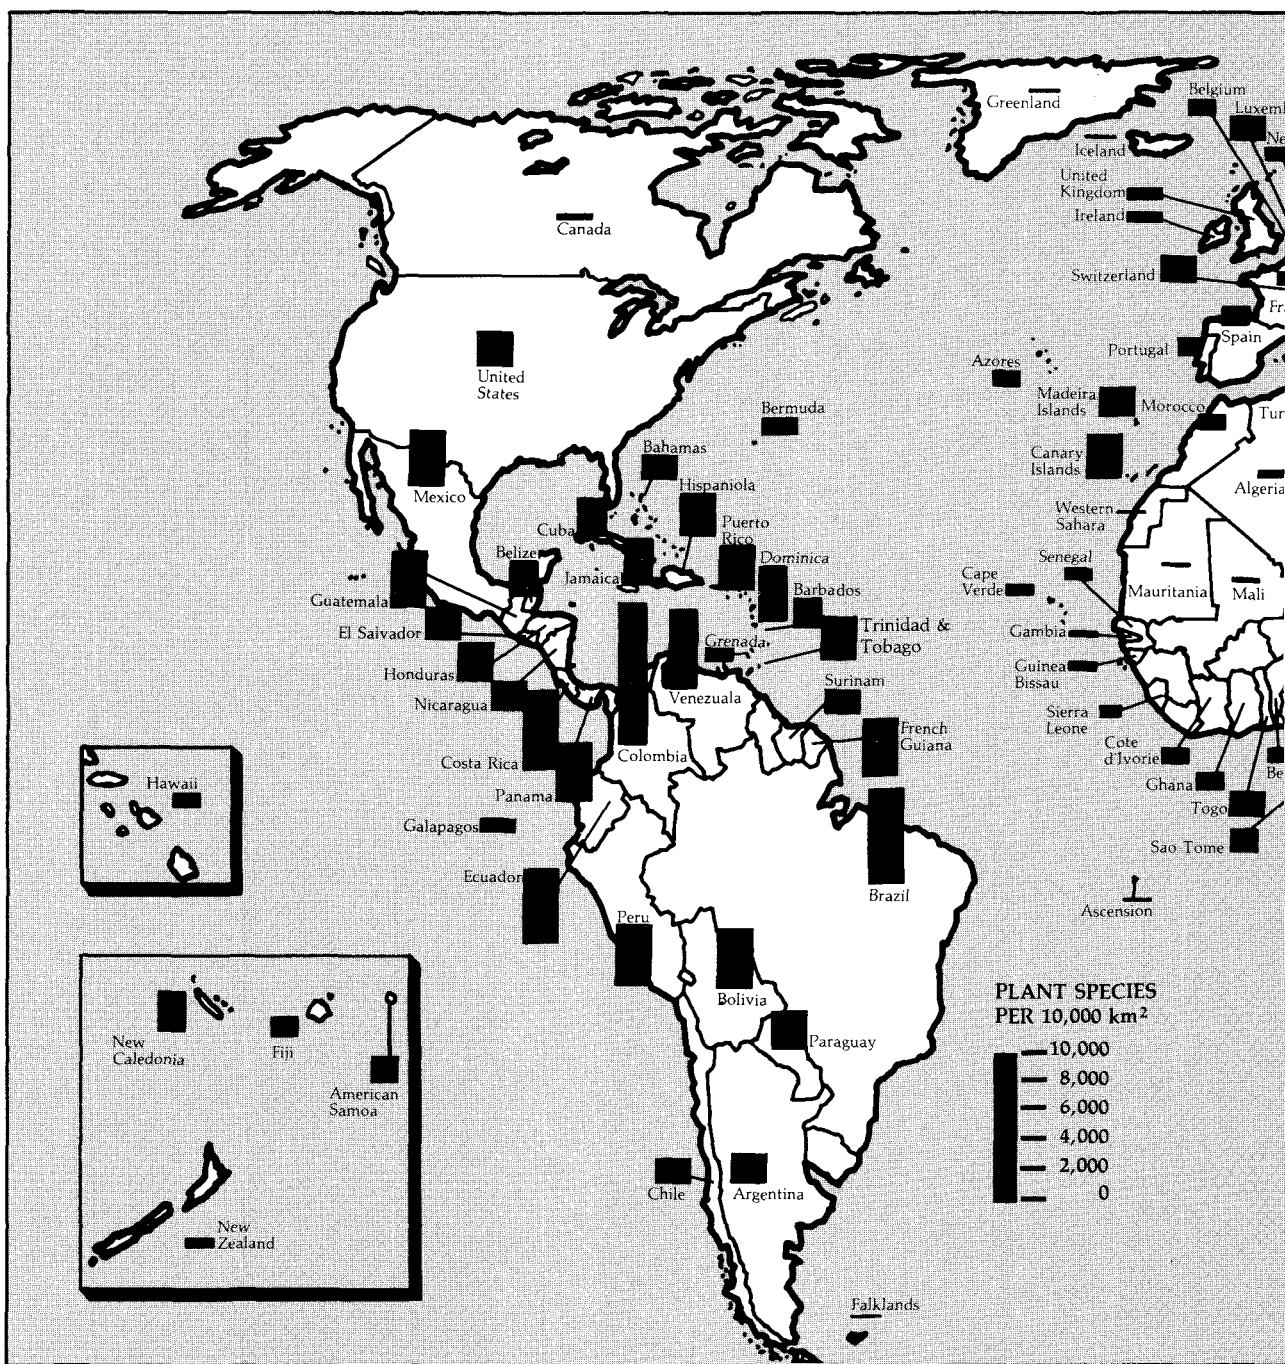 Greenland
Belgium
Iceland
United
Kingdom
Ireland
Canada
Switzerland
Spain
Portugal
United
States
Azores
Madeira
Islands
Morocco
Bermuda
Bahamas
Canary
Islands
Mexico
Hispaniola
Algeria
Cuba
Puerto
Rico
Western
Sahara
Belize
Dominica
Senegal
Jamaica
Cape
Verde
Mauritania
Mali
Guatemala
Barbados
El Salvador
Trinidad &
Tobago
Gambia
Grenada
Honduras
Venezuala
Guinea
Bissau
Surinam
Nicaragua
Sierra
Leone
French
Guiana
Costa Rica
Colombia
Cote
d'Ivorie
Hawaii
Panama
Ghana
Togo
Galapagos
Sao Tome
Ecuador
Brazil
Ascension
Peru
Bolivia
PLANT SPECIES
PER 10,000 km²
10,000
8,000
6,000
4,000
2,000
0
New
Caledonia
Fiji
Paraguay
American
Samoa
Chile
Argentina
New
Zealand
Falklands